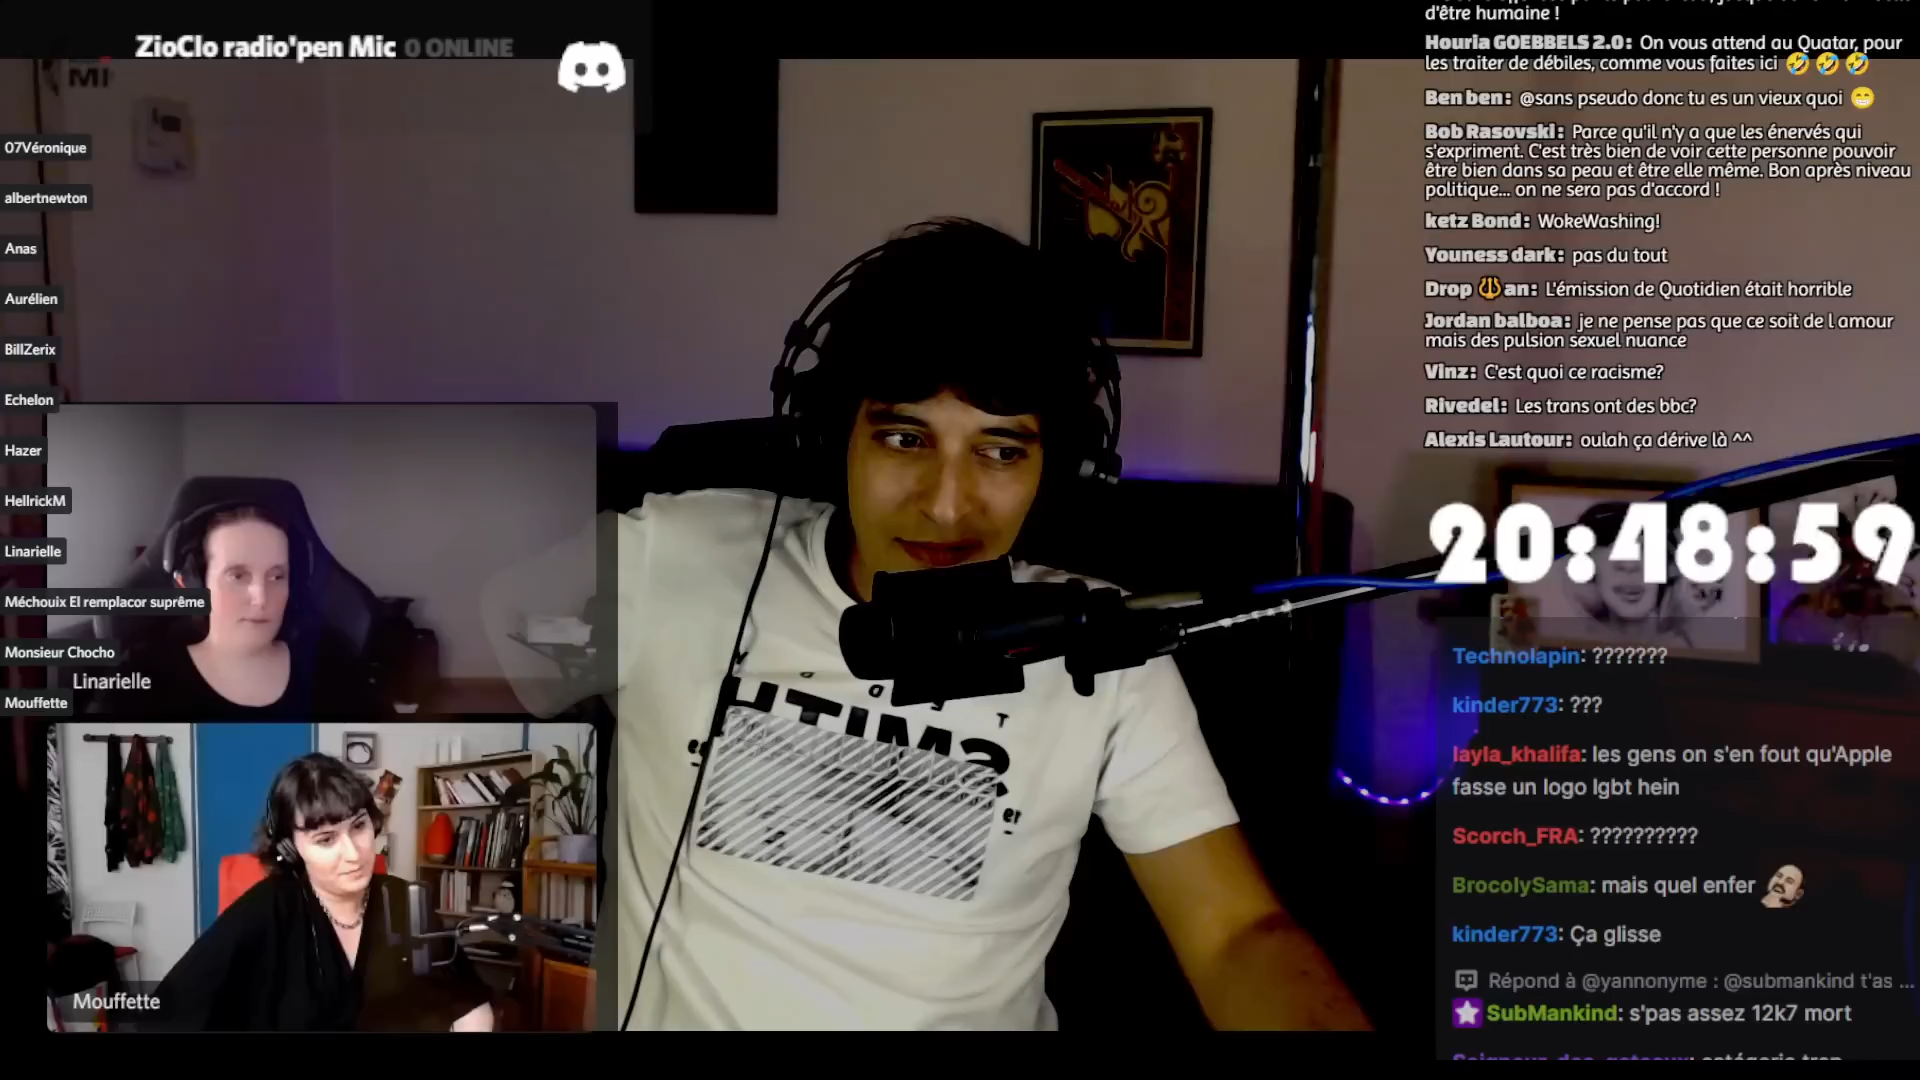 ZioClo radio'pen Mic 0 ONLINE
MI
07Véronique
albertnewton
Anas
Aurélien
BillZerix
Echelon
Hazer
HellrickM
Linarielle
Méchouix El remplacor suprême
Monsieur Chocho
Linarielle
Mouffette
Mouffette
d'être humaine !
Houria GOEBBELS 2.0: On vous attend au Quatar, pour
les traiter de débiles, comme vous faites ici 🤣🤣🤣
Ben ben: @sans pseudo donc tu es un vieux quoi 😁
Bob Rasovski: Parce qu'il n'y a que les énervés qui
s'expriment. C'est très bien de voir cette personne pouvoir
être bien dans sa peau et être elle même. Bon après niveau
politique... on ne sera pas d'accord !
ketz Bond: WokeWashing!
Youness dark: pas du tout
Drop 🔱an: L'émission de Quotidien était horrible
Jordan balboa: je ne pense pas que ce soit de l amour
mais des pulsion sexuel nuance
Vinz: C'est quoi ce racisme?
Rivedel: Les trans ont des bbc?
Alexis Lautour: oulah ça dérive là ^^
20:48:59
Technolapin: ???????
kinder773: ???
layla_khalifa: les gens on s'en fout qu'Apple
fasse un logo lgbt hein
Scorch_FRA: ??????????
BrocolySama: mais quel enfer
kinder773: Ça glisse
Répond à @yannonyme : @submankind t'as ...
SubMankind: s'pas assez 12k7 mort